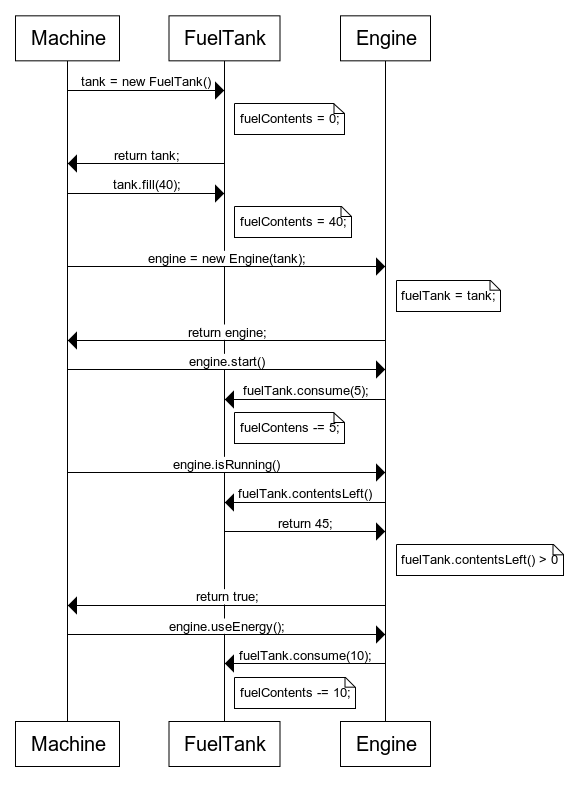 Machine FuelTank Engine
tank = new FuelTank()
fuelContents = 0;
return tank;
tank.fill(40);
fuelContents = 40;
engine = new Engine(tank);
fuelTank = tank;
return engine;
engine.start()
fuelTank.consume(5);
fuelContens -= 5;
engine.isRunning()
fuelTank.contentsLeft()
return 45;
fuelTank.contentsLeft() > 0
return true;
engine.useEnergy();
fuelTank.consume(10);
fuelContents -= 10;
Machine FuelTank Engine